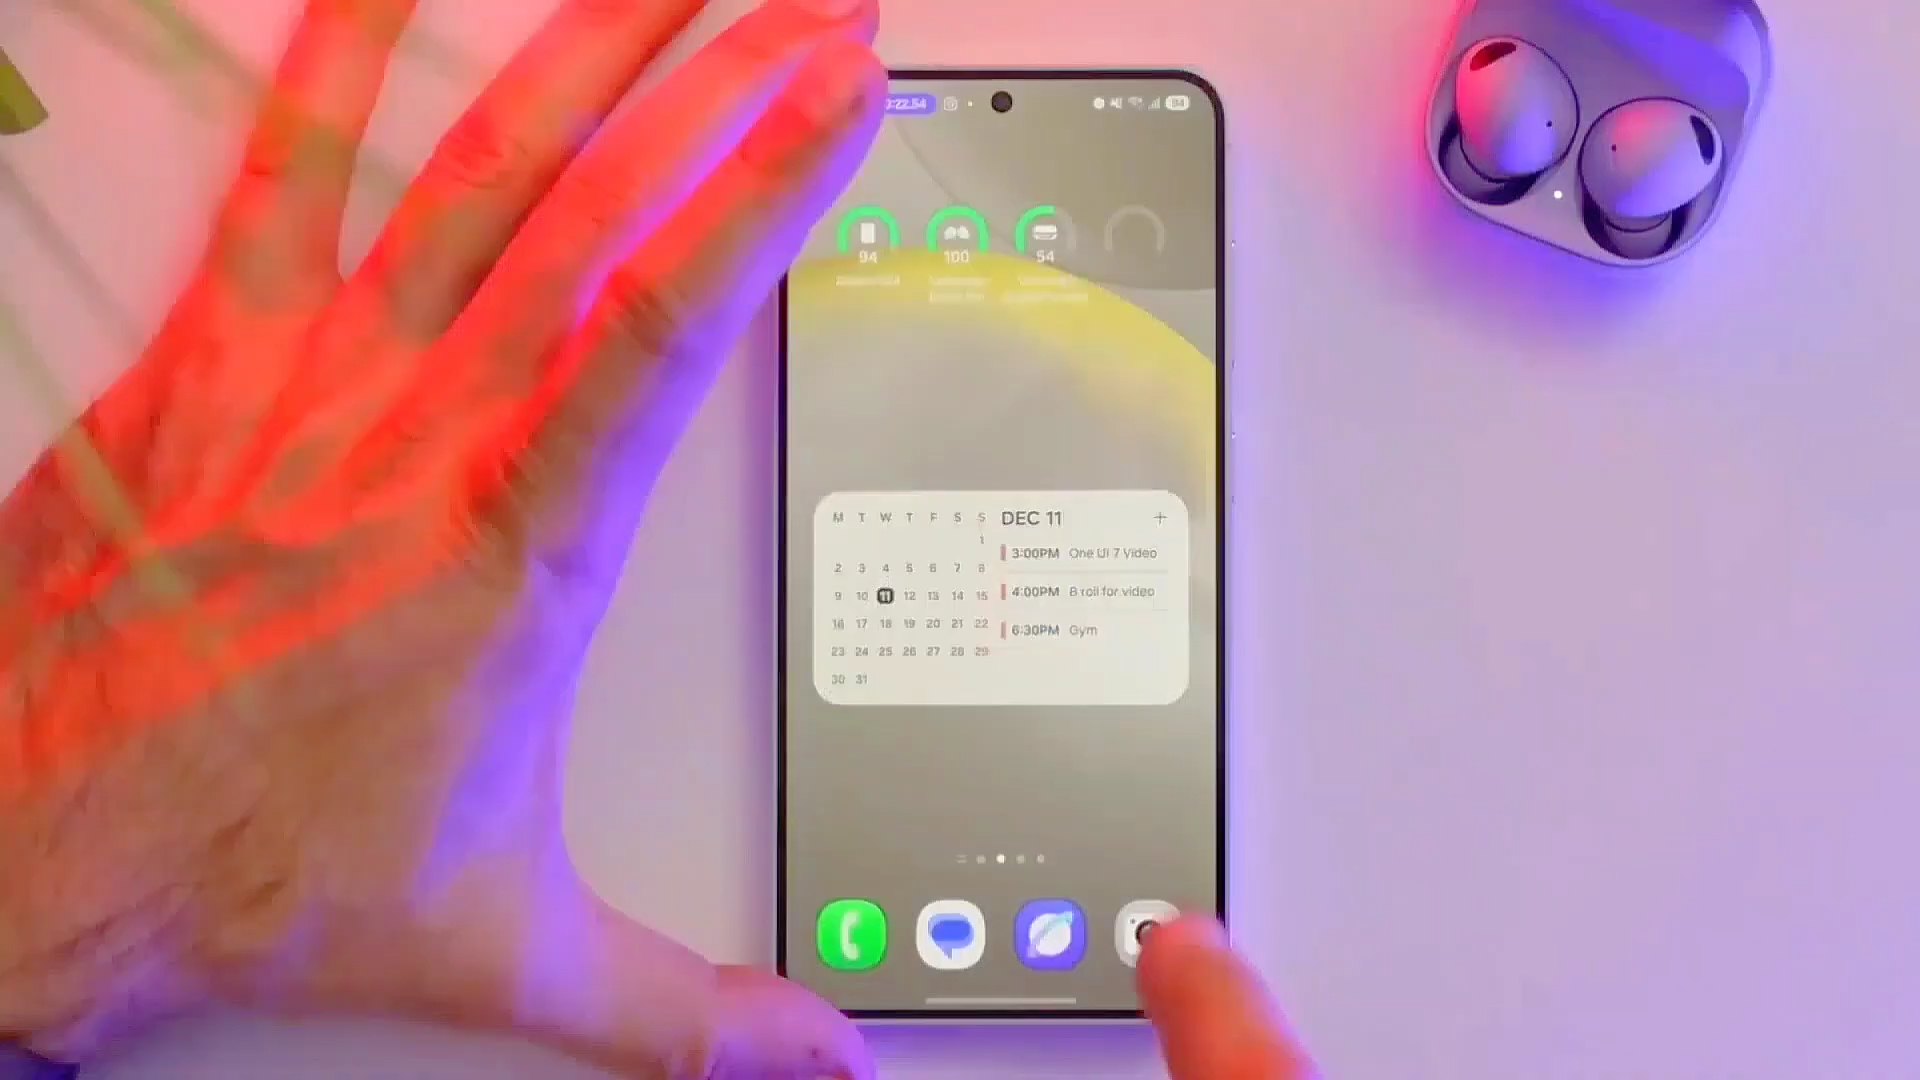 94
100
54
M T W T F S S
1
2 3 4 5 6 7 8
9 10 11 12 13 14 15
16 17 18 19 20 21 22
23 24 25 26 27 28 29
30 31
DEC 11 +
3:00PM One UI 7 Video
4:00PM B roll for video
6:30PM Gym